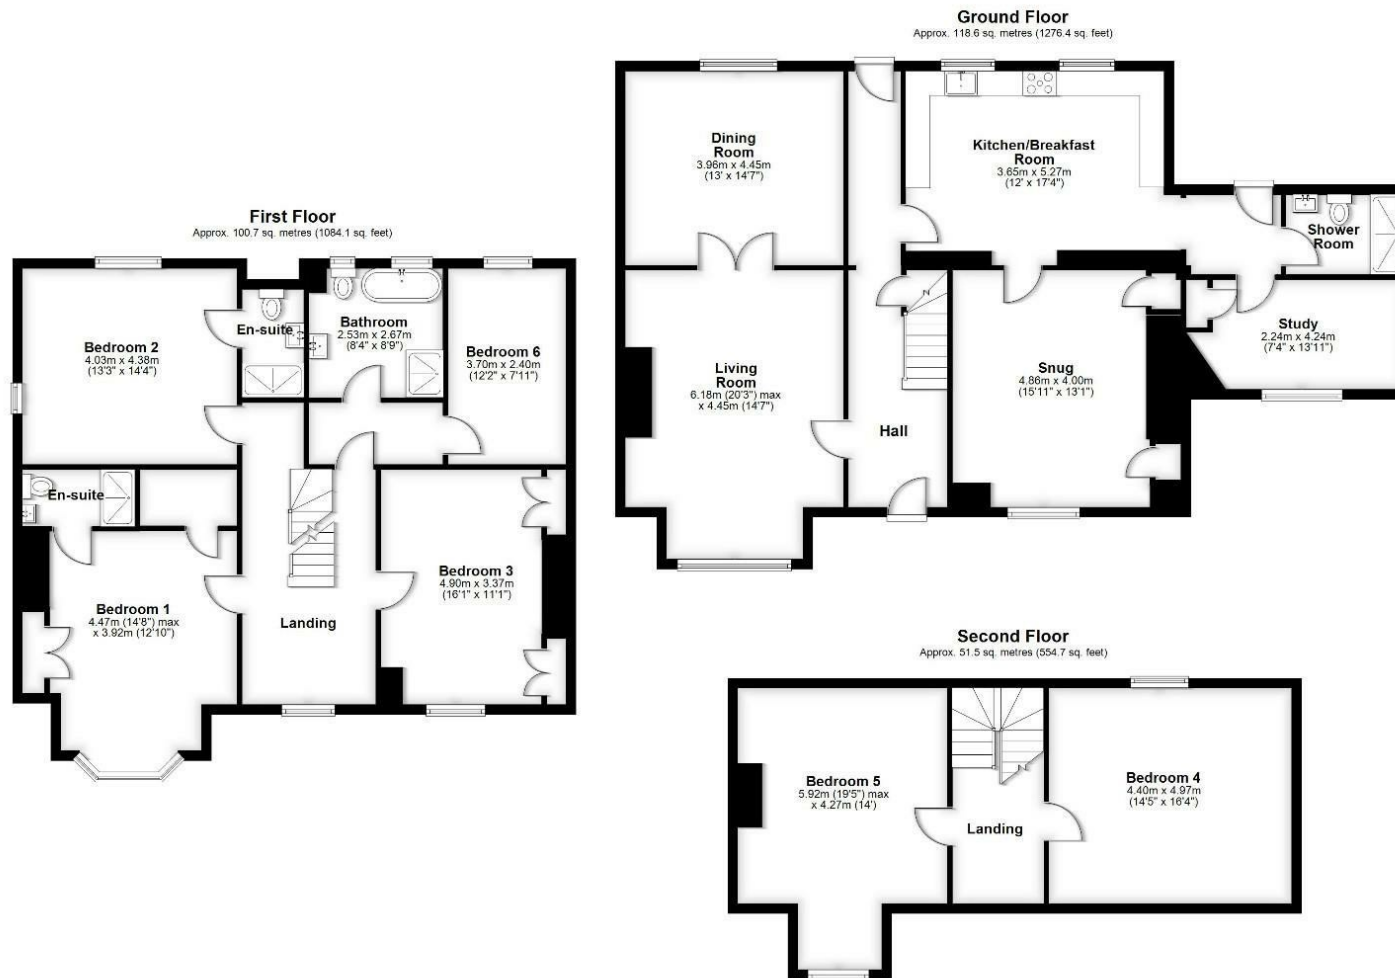 Ground Floor
Approx. 118.6 sq. metres (1276.4 sq. feet)
Dining
Room
3.96m x 4.45m
(13' x 14'7")
Kitchen/Breakfast
Room
3.65m x 5.27m
(12' x 17'4")
Shower
Room
Study
2.24m x 4.24m
(7'4" x 13'11")
Living
Room
6.18m (20'3") max
x 4.45m (14'7")
Hall
Snug
4.86m x 4.00m
(15'11" x 13'1")
First Floor
Approx. 100.7 sq. metres (1084.1 sq. feet)
Bedroom 2
4.03m x 4.38m
(13'3" x 14'4")
En-suite
Bathroom
2.53m x 2.67m
(8'4" x 8'9")
Bedroom 6
3.70m x 2.40m
(12'2" x 7'11")
En-suite
Bedroom 1
4.47m (14'8") max
x 3.92m (12'10")
Landing
Bedroom 3
4.90m x 3.37m
(16'1" x 11'1")
Second Floor
Approx. 51.5 sq. metres (554.7 sq. feet)
Bedroom 5
5.92m (19'5") max
x 4.27m (14')
Landing
Bedroom 4
4.40m x 4.97m
(14'5" x 16'4")